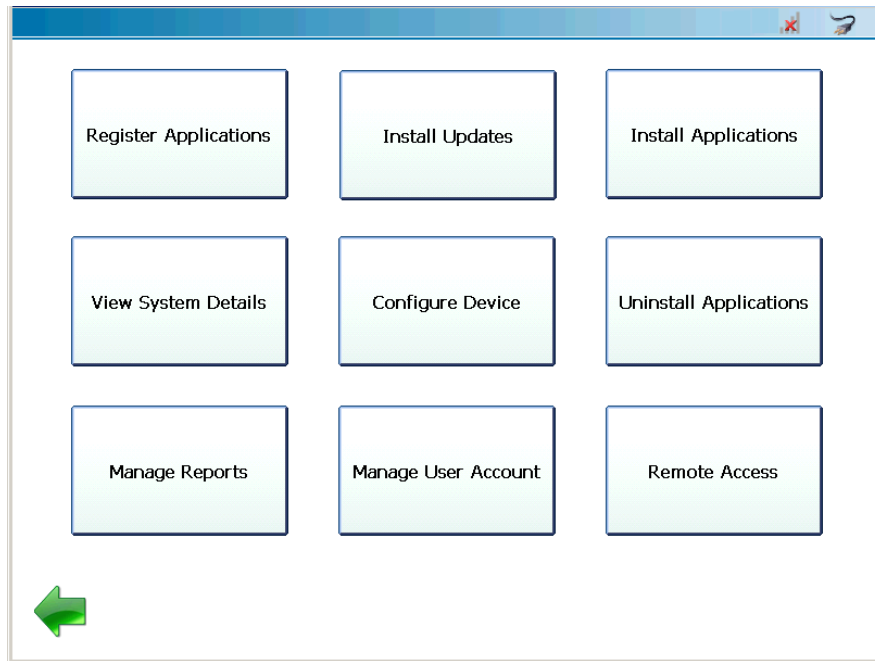 Register Applications
Install Updates
Install Applications
View System Details
Configure Device
Uninstall Applications
Manage Reports
Manage User Account
Remote Access